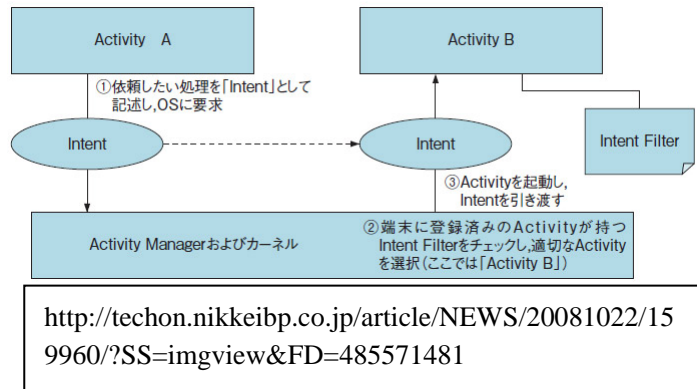 Activity A
Activity B
①依頼したい処理を「Intent」として
記述し,OSに要求
Intent
Intent
Intent Filter
③Activityを起動し,
Intentを引き渡す
Activity Managerおよびカーネル
②端末に登録済みのActivityが持つ
Intent Filterをチェックし,適切なActivity
を選択(ここでは「Activity B」)
http://techon.nikkeibp.co.jp/article/NEWS/20081022/15
9960/?SS=imgview&FD=485571481